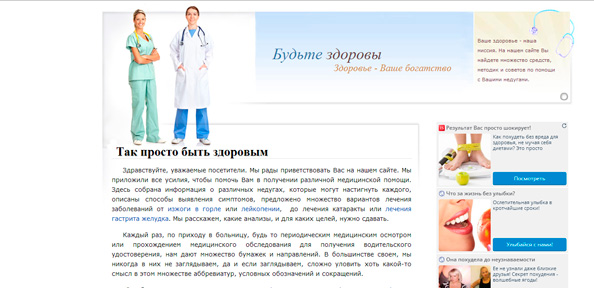 Будьте здоровы
Здоровье - Ваше богатство
Ваше здоровье - наша
миссия. На нашем сайте Вы
найдете множество средств,
методик и советов по помощи
с Вашими недугами.
Так просто быть здоровым
Здравствуйте, уважаемые посетители. Мы рады приветствовать Вас на нашем сайте. Мы
приложили все усилия, чтобы помочь Вам в получении различной медицинской помощи.
Здесь собрана информация о различных недугах, которые могут настигнуть каждого,
описаны способы выявления симптомов, предложено множество вариантов лечения
заболеваний от изжоги в горле или лейкопении, до лечения катаракты или лечения
гастрита желудка. Мы расскажем, какие анализы, и для каких целей, нужно сдавать.
Каждый раз, по приходу в больницу, будь то периодическим медицинским осмотром
или прохождением медицинского обследования для получения водительского
удостоверения, нам дают множество бумажек и направлений. В большинстве своем, мы
никогда в них не заглядываем, да и если заглядываем, сложно уловить хоть какой-то
смысл в этом множестве аббревиатур, условных обозначений и сокращений.
Результат Вас просто шокирует!
Как похудеть без вреда для
здоровья, не мучая себя
диетами? Это просто
Посмотреть
Что за жизнь без улыбки?
Ослепительная улыбка в
кротчайшие сроки!
Улыбайся с нами!
Она похудела до неузнаваемости
Ее не узнали даже близкие
друзья! Секрет похудения -
волшебные ягоды!